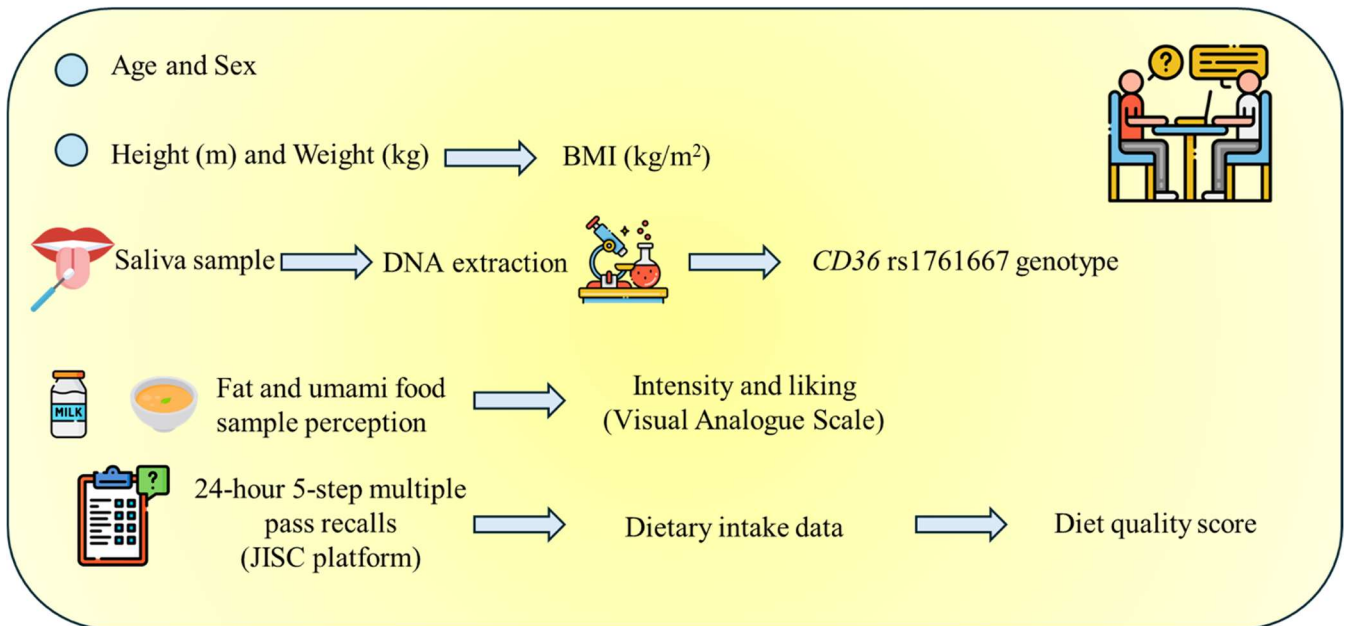 Age and Sex
?
Height (m) and Weight (kg)
BMI (kg/m²)
Saliva sample
DNA extraction
CD36 rs1761667 genotype
MILK
Fat and umami food
sample perception
Intensity and liking
(Visual Analogue Scale)
?
24-hour 5-step multiple
pass recalls
(JISC platform)
Dietary intake data
Diet quality score